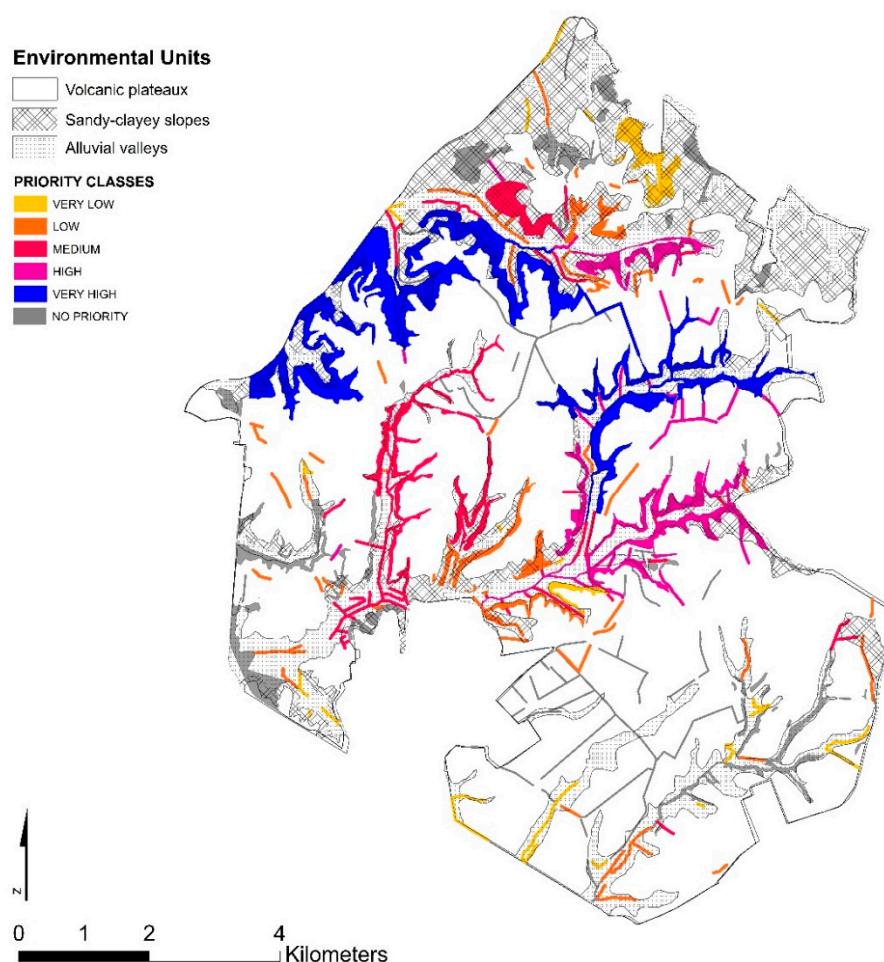 Environmental Units
Volcanic plateaux
Sandy-clayey slopes
Alluvial valleys
PRIORITY CLASSES
VERY LOW
LOW
MEDIUM
HIGH
VERY HIGH
NO PRIORITY
N
0 1 2 4
Kilometers